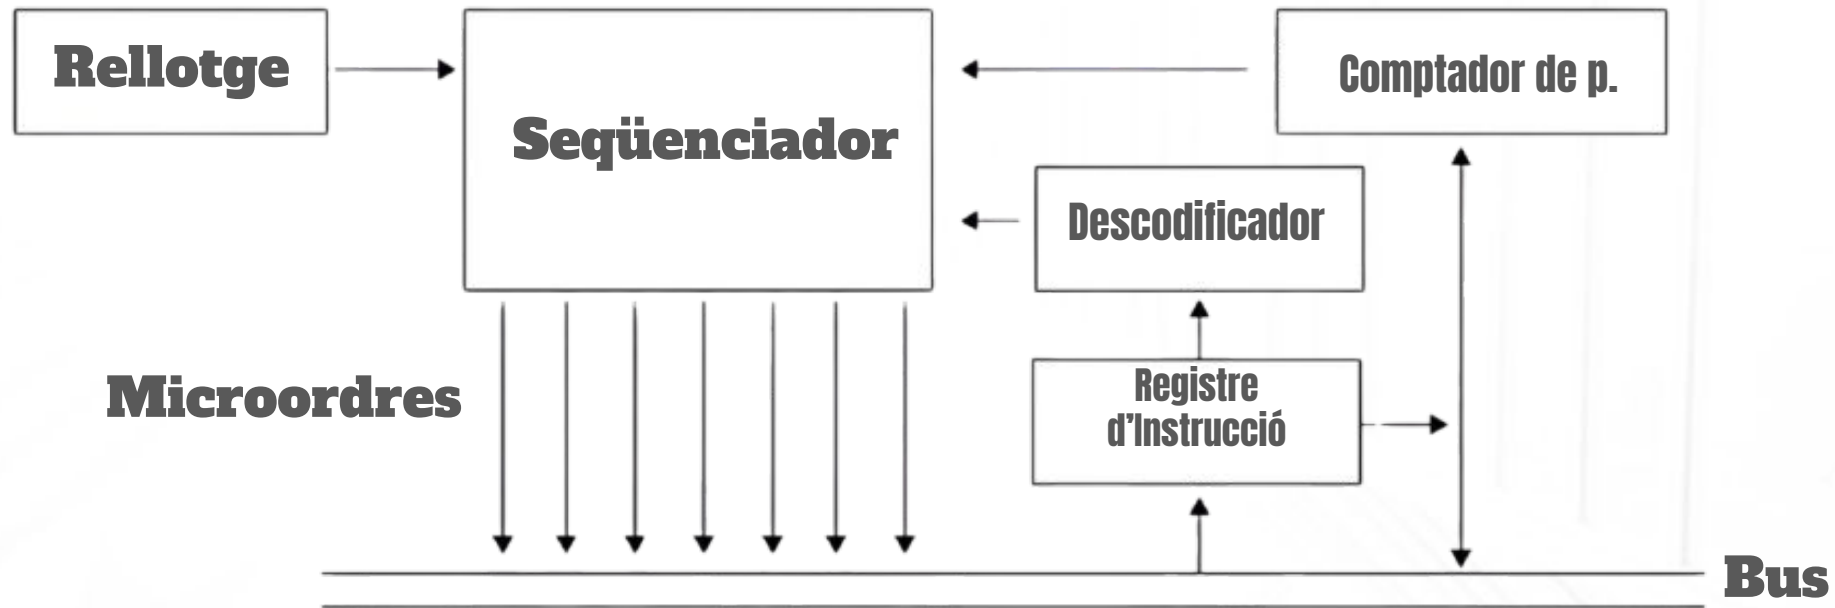 Rellotge
Seqüenciador
Comptador de p.
Descodificador
Registre
d'Instrucció
Microordres
Bus